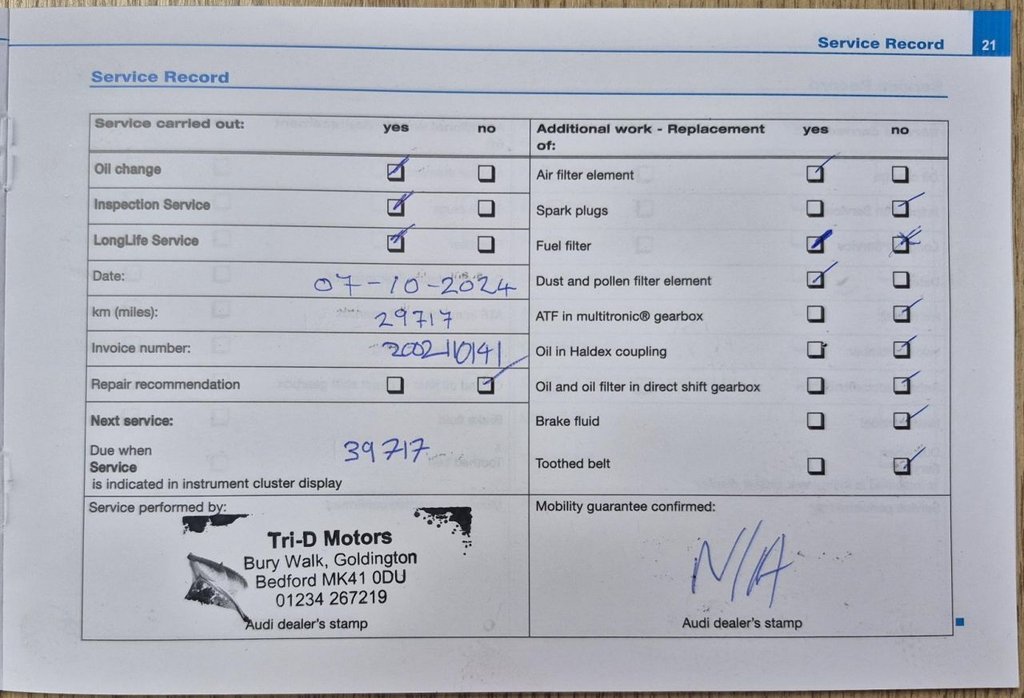 Service Record 21
Service Record
Service carried out: yes no
Oil change
Inspection Service
LongLife Service
Date: 07-10-2024
km (miles): 29717
Invoice number: 2002110141
Repair recommendation
Next service:
Due when 39717
Service
is indicated in instrument cluster display
Service performed by:
Tri-D Motors
Bury Walk, Goldington
Bedford MK41 0DU
01234 267219
Audi dealer's stamp
Additional work - Replacement yes no
of:
Air filter element
Spark plugs
Fuel filter
Dust and pollen filter element
ATF in multitronic® gearbox
Oil in Haldex coupling
Oil and oil filter in direct shift gearbox
Brake fluid
Toothed belt
Mobility guarantee confirmed:
N/A
Audi dealer's stamp